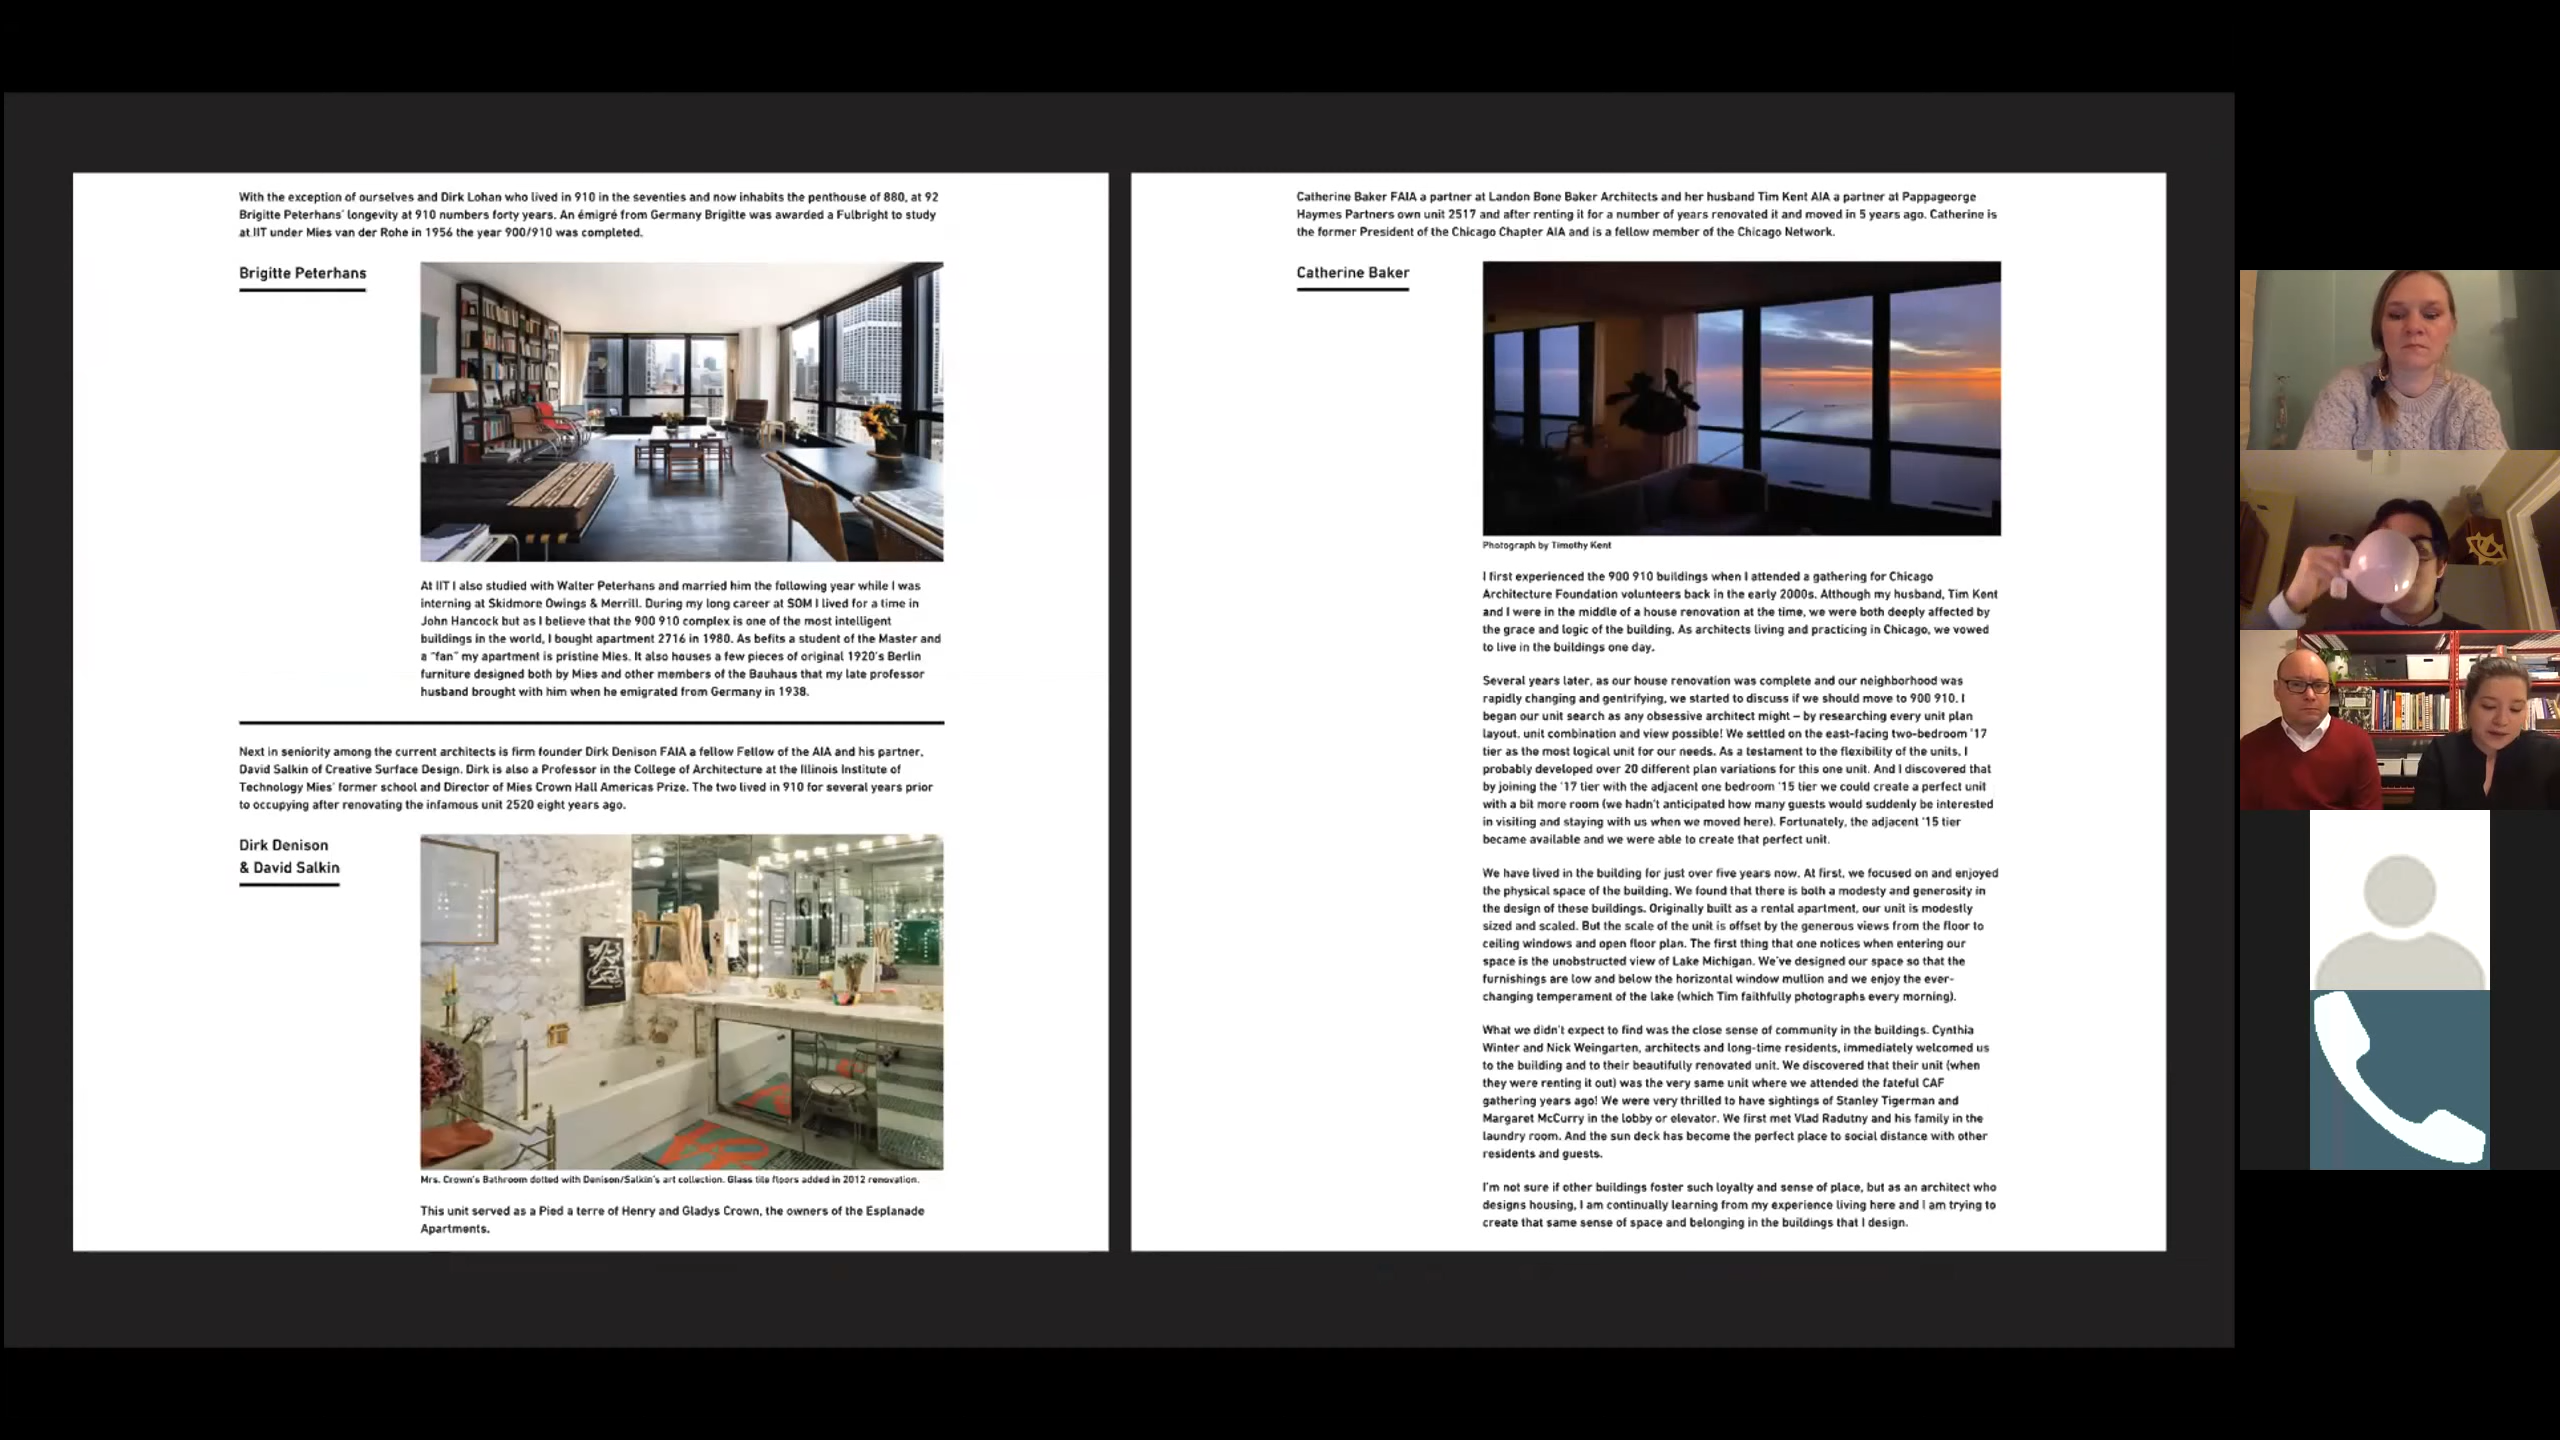 With the exception of ourselves and Dirk Lohan who lived in 910 in the seventies and now inhabits the penthouse of 880, at 92
Brigitte Peterhans' longevity at 910 numbers forty years. An émigré from Germany Brigitte was awarded a Fulbright to study
at IIT under Mies van der Rohe in 1956 the year 900/910 was completed.
Brigitte Peterhans
At IIT I also studied with Walter Peterhans and married him the following year while I was
interning at Skidmore Owings & Merrill. During my long career at SOM I lived for a time in
John Hancock but as I believe that the 900 910 complex is one of the most intelligent
buildings in the world, I bought apartment 2716 in 1980. As befits a student of the Master and
a "fan" my apartment is pristine Mies. It also houses a few pieces of original 1920's Berlin
furniture designed both by Mies and other members of the Bauhaus that my late professor
husband brought with him when he emigrated from Germany in 1938.
Next in seniority among the current architects is firm founder Dirk Denison FAIA a fellow Fellow of the AIA and his partner,
David Salkin of Creative Surface Design. Dirk is also a Professor in the College of Architecture at the Illinois Institute of
Technology Mies' former school and Director of Mies Crown Hall Americas Prize. The two lived in 910 for several years prior
to occupying after renovating the infamous unit 2520 eight years ago.
Dirk Denison
& David Salkin
Mrs. Crown's Bathroom dotted with Denison/Salkin's art collection. Glass tile floors added in 2012 renovation.
This unit served as a Pied a terre of Henry and Gladys Crown, the owners of the Esplanade
Apartments.
Catherine Baker FAIA a partner at Landon Bone Baker Architects and her husband Tim Kent AIA a partner at Pappageorge
Haymes Partners own unit 2517 and after renting it for a number of years renovated it and moved in 5 years ago. Catherine is
the former President of the Chicago Chapter AIA and is a fellow member of the Chicago Network.
Catherine Baker
Photograph by Timothy Kent
I first experienced the 900 910 buildings when I attended a gathering for Chicago
Architecture Foundation volunteers back in the early 2000s. Although my husband, Tim Kent
and I were in the middle of a house renovation at the time, we were both deeply affected by
the grace and logic of the building. As architects living and practicing in Chicago, we vowed
to live in the buildings one day.
Several years later, as our house renovation was complete and our neighborhood was
rapidly changing and gentrifying, we started to discuss if we should move to 900 910. I
began our unit search as any obsessive architect might – by researching every unit plan
layout, unit combination and view possible! We settled on the east-facing two-bedroom '17
tier as the most logical unit for our needs. As a testament to the flexibility of the units, I
probably developed over 20 different plan variations for this one unit. And I discovered that
by joining the '17 tier with the adjacent one bedroom '15 tier we could create a perfect unit
with a bit more room (we hadn't anticipated how many guests would suddenly be interested
in visiting and staying with us when we moved here). Fortunately, the adjacent '15 tier
became available and we were able to create that perfect unit.
We have lived in the building for just over five years now. At first, we focused on and enjoyed
the physical space of the building. We found that there is both a modesty and generosity in
the design of these buildings. Originally built as a rental apartment, our unit is modestly
sized and scaled. But the scale of the unit is offset by the generous views from the floor to
ceiling windows and open floor plan. The first thing that one notices when entering our
space is the unobstructed view of Lake Michigan. We've designed our space so that the
furnishings are low and below the horizontal window mullion and we enjoy the ever-
changing temperament of the lake (which Tim faithfully photographs every morning).
What we didn't expect to find was the close sense of community in the buildings. Cynthia
Winter and Nick Weingarten, architects and long-time residents, immediately welcomed us
to the building and to their beautifully renovated unit. We discovered that their unit (when
they were renting it out) was the very same unit where we attended the fateful CAF
gathering years ago! We were very thrilled to have sightings of Stanley Tigerman and
Margaret McCurry in the lobby or elevator. We first met Vlad Radutny and his family in the
laundry room. And the sun deck has become the perfect place to social distance with other
residents and guests.
I'm not sure if other buildings foster such loyalty and sense of place, but as an architect who
designs housing, I am continually learning from my experience living here and I am trying to
create that same sense of space and belonging in the buildings that I design.